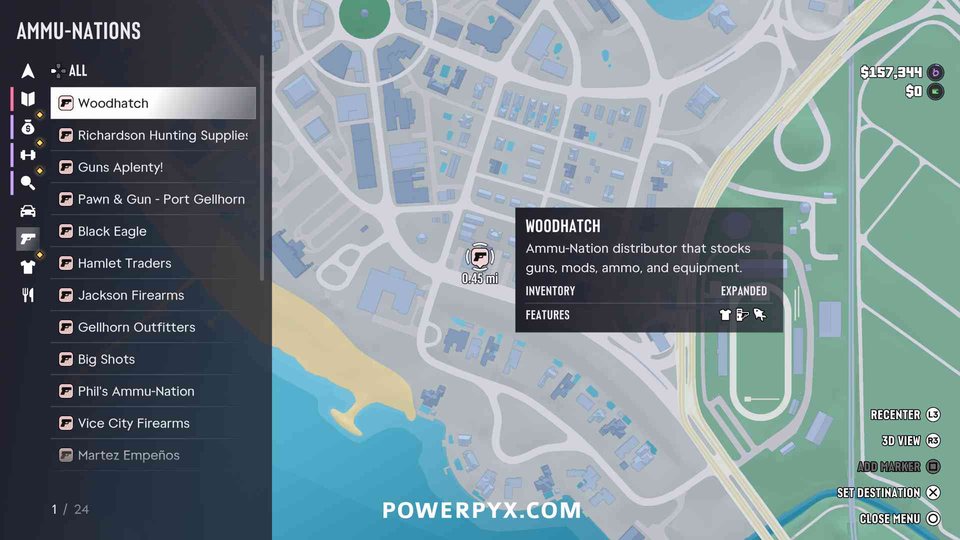 AMMU-NATIONS
ALL
Woodhatch
Richardson Hunting Supplies
Guns Aplenty!
Pawn & Gun - Port Gellhorn
Black Eagle
Hamlet Traders
Jackson Firearms
Gellhorn Outfitters
Big Shots
Phil's Ammu-Nation
Vice City Firearms
Martez Empeños
1 / 24
$157,344
$0
0.45 mi
WOODHATCH
Ammu-Nation distributor that stocks
guns, mods, ammo, and equipment.
INVENTORY EXPANDED
FEATURES
RECENTER L3
3D VIEW R3
ADD MARKER
SET DESTINATION
CLOSE MENU
POWERPYX.COM